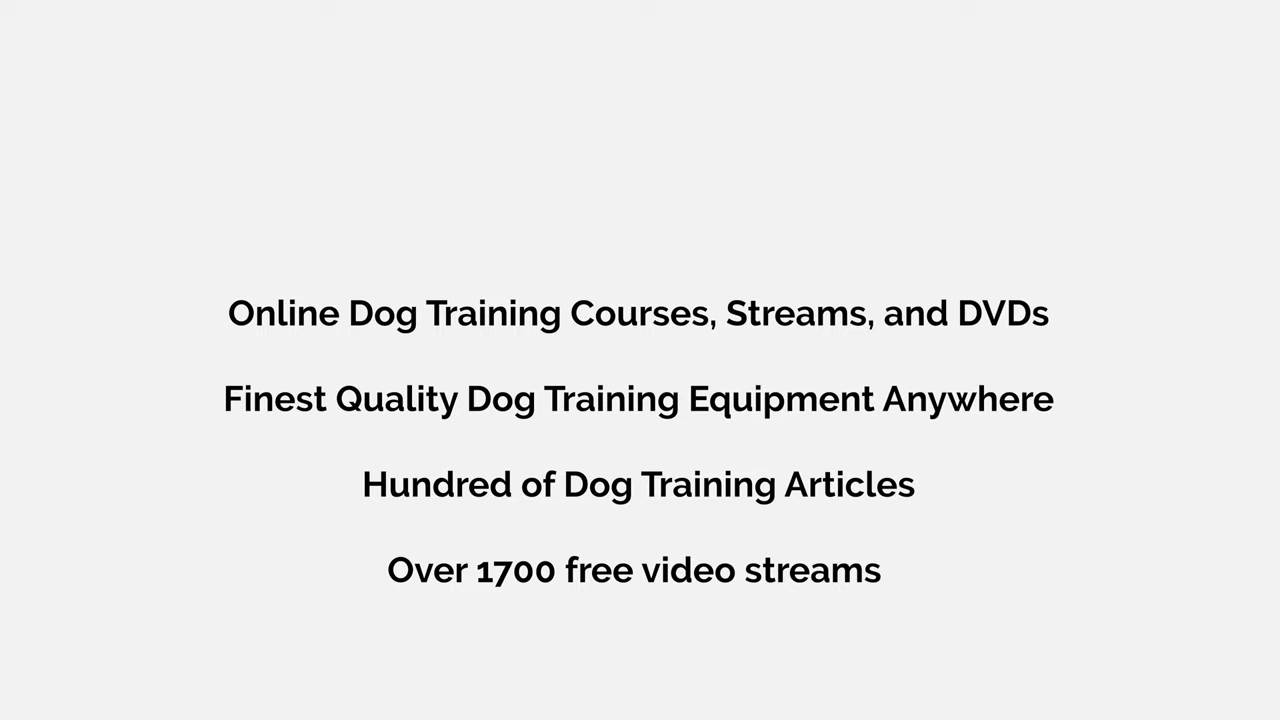 Online Dog Training Courses, Streams, and DVDs
Finest Quality Dog Training Equipment Anywhere
Hundred of Dog Training Articles
Over 1700 free video streams